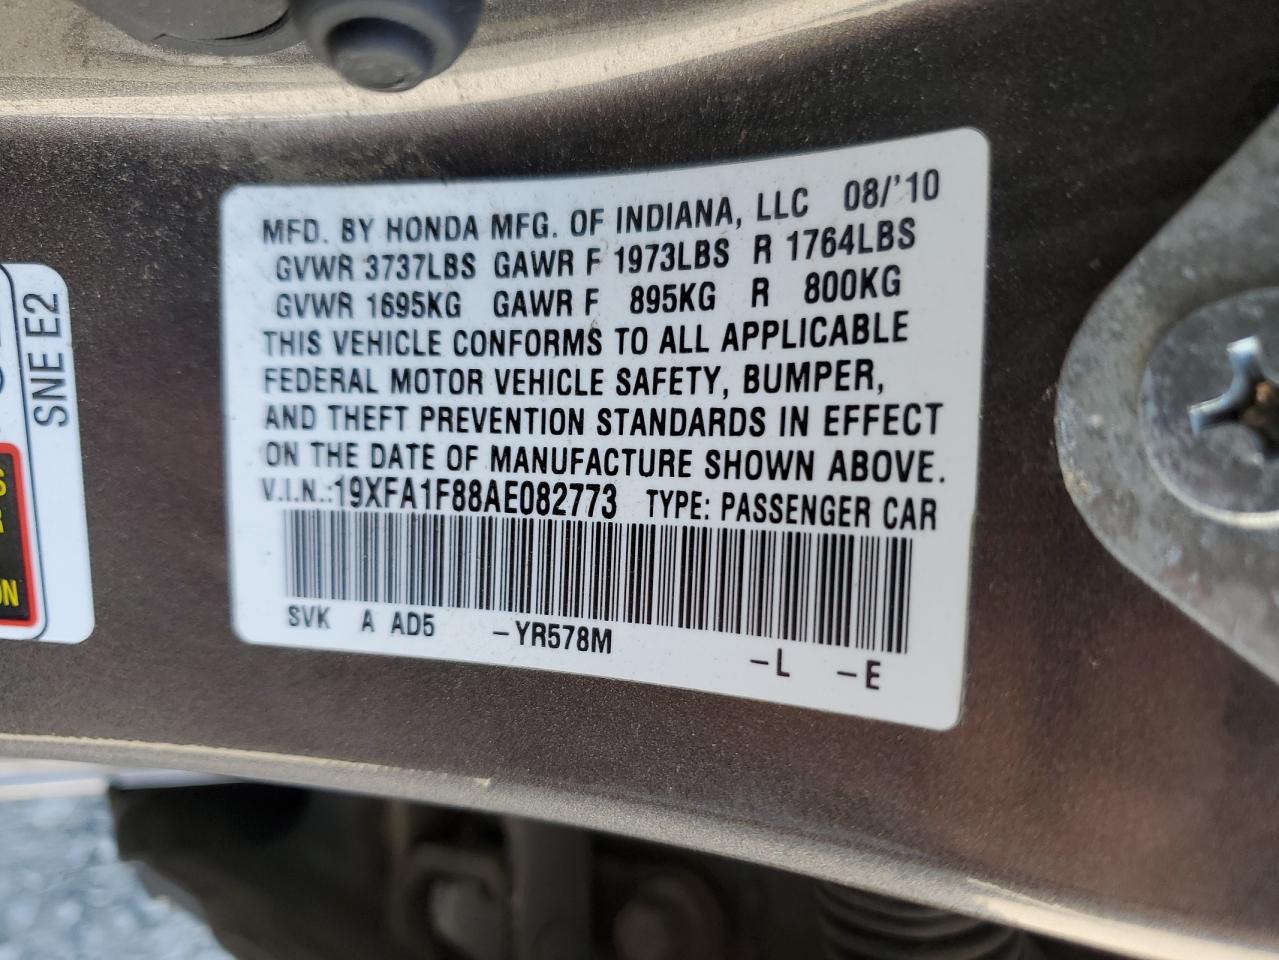 MFD. BY HONDA MFG. OF INDIANA, LLC 08/'10
GVWR 3737LBS GAWR F 1973LBS R 1764LBS
GVWR 1695KG GAWR F 895KG R 800KG
THIS VEHICLE CONFORMS TO ALL APPLICABLE
FEDERAL MOTOR VEHICLE SAFETY, BUMPER,
AND THEFT PREVENTION STANDARDS IN EFFECT
ON THE DATE OF MANUFACTURE SHOWN ABOVE.
V.I.N.:19XFA1F88AE082773 TYPE: PASSENGER CAR
SVK A AD5 -YR578M -L -E
SNE E2